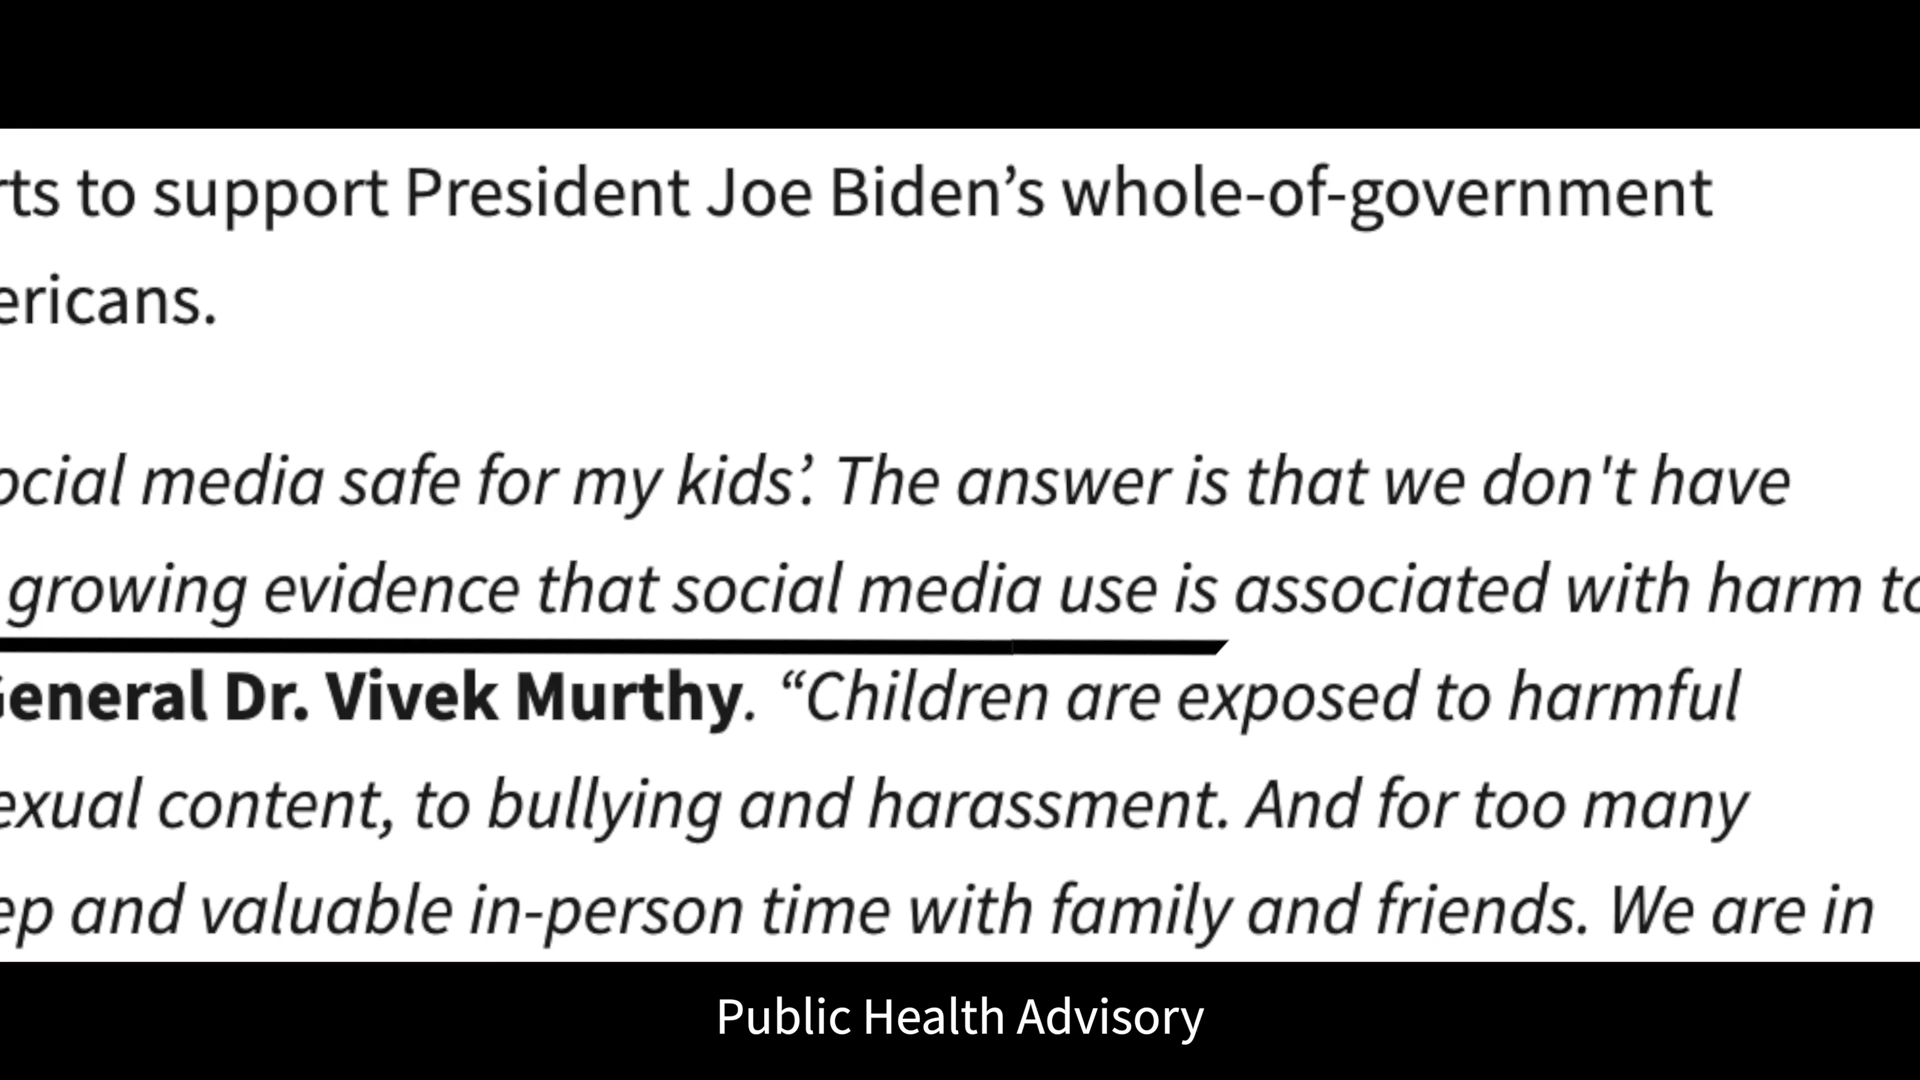 rts to support President Joe Biden’s whole-of-government
ericans.
ocial media safe for my kids’. The answer is that we don't have
growing evidence that social media use is associated with harm to
General Dr. Vivek Murthy. “Children are exposed to harmful
exual content, to bullying and harassment. And for too many
ep and valuable in-person time with family and friends. We are in
Public Health Advisory